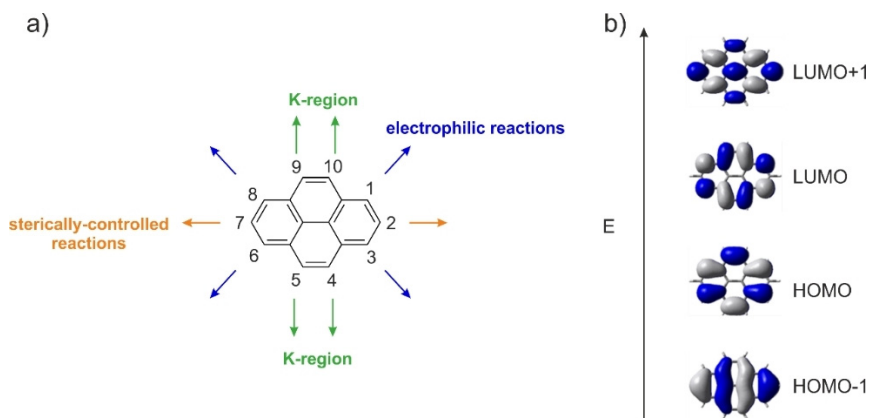 a)
K-region
electrophilic reactions
9 10
8 1
7 2
6 3
5 4
sterically-controlled
reactions
K-region
b)
E
LUMO+1
LUMO
HOMO
HOMO-1